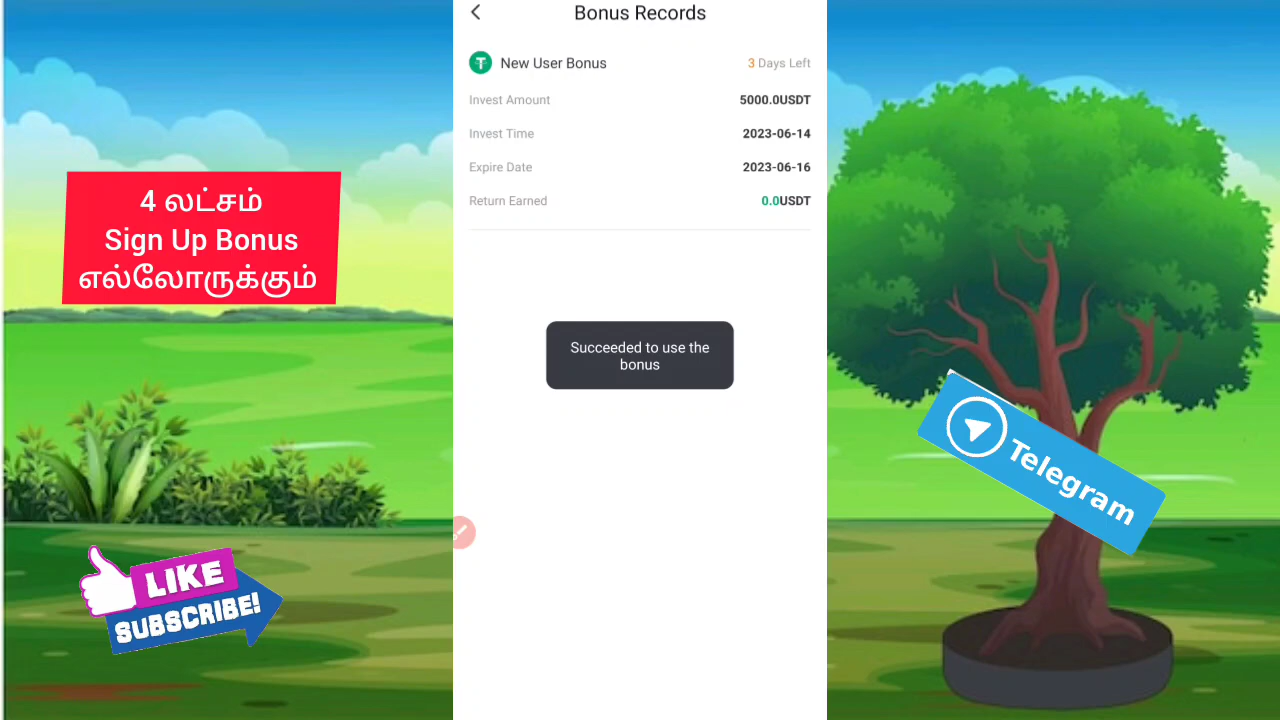 Bonus Records
New User Bonus
3 Days Left
Invest Amount
5000.0USDT
Invest Time
2023-06-14
Expire Date
2023-06-16
Return Earned
0.0USDT
Succeeded to use the
bonus
4 லட்சம்
Sign Up Bonus
எல்லோருக்கும்
LIKE
SUBSCRIBE!
Telegram